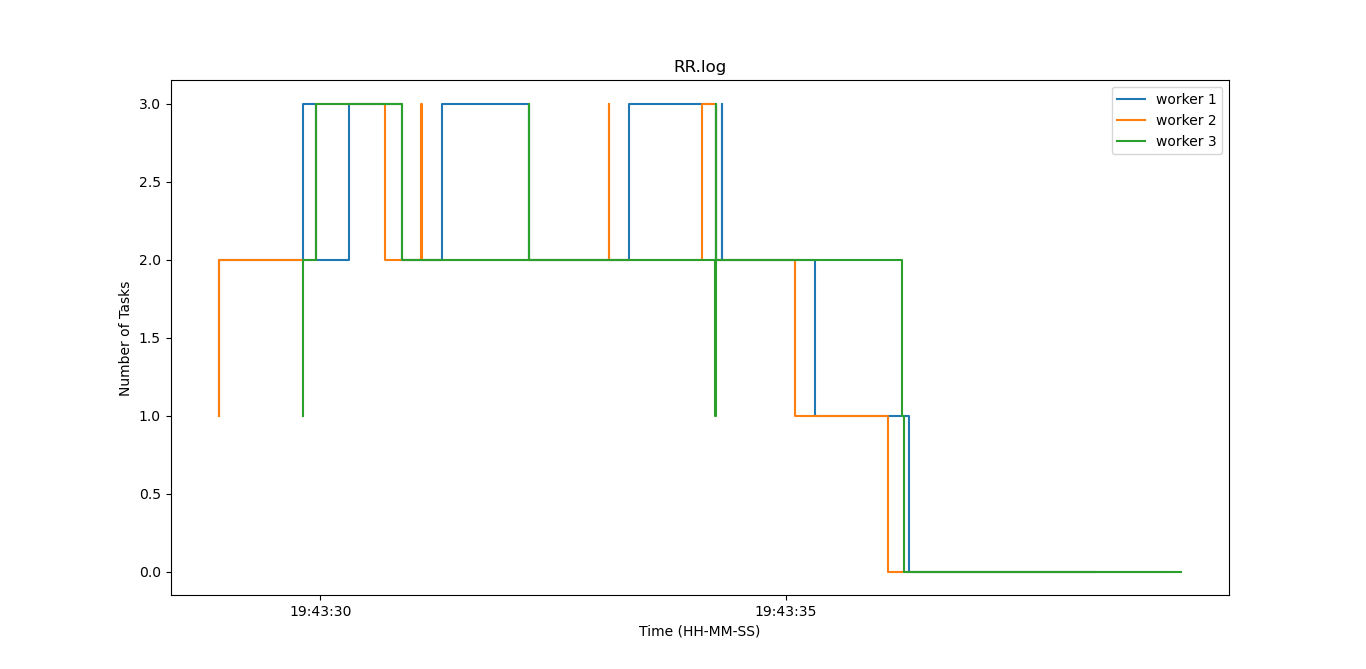 RR.log
worker 1
worker 2
worker 3
Number of Tasks
3.0
2.5
2.0
1.5
1.0
0.5
0.0
19:43:30
19:43:35
Time (HH-MM-SS)